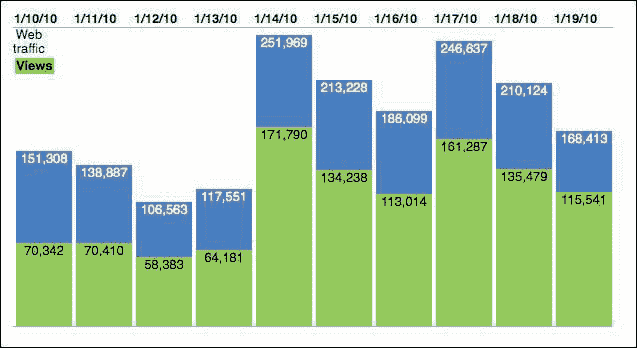 1/10/10 1/11/10 1/12/10 1/13/10 1/14/10 1/15/10 1/16/10 1/17/10 1/18/10 1/19/10
Web
traffic
Views
151,308 138,887 106,563 117,551 251,969 213,228 186,099 246,637 210,124 168,413
70,342 70,410 58,383 64,181 171,790 134,238 113,014 161,287 135,479 115,541